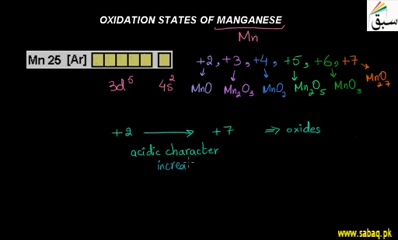 OXIDATION STATES OF MANGANESE
سبق
Mn
Mn 25 [Ar]
+2, +3, +4, +5, +6, +7
3d⁵ 4s²
MnO Mn₂O₃ MnO₂ Mn₂O₅ MnO₃ MnO₂₇
+2 → +7 ⇒ oxides
acidic character
increa
www.sabaq.pk